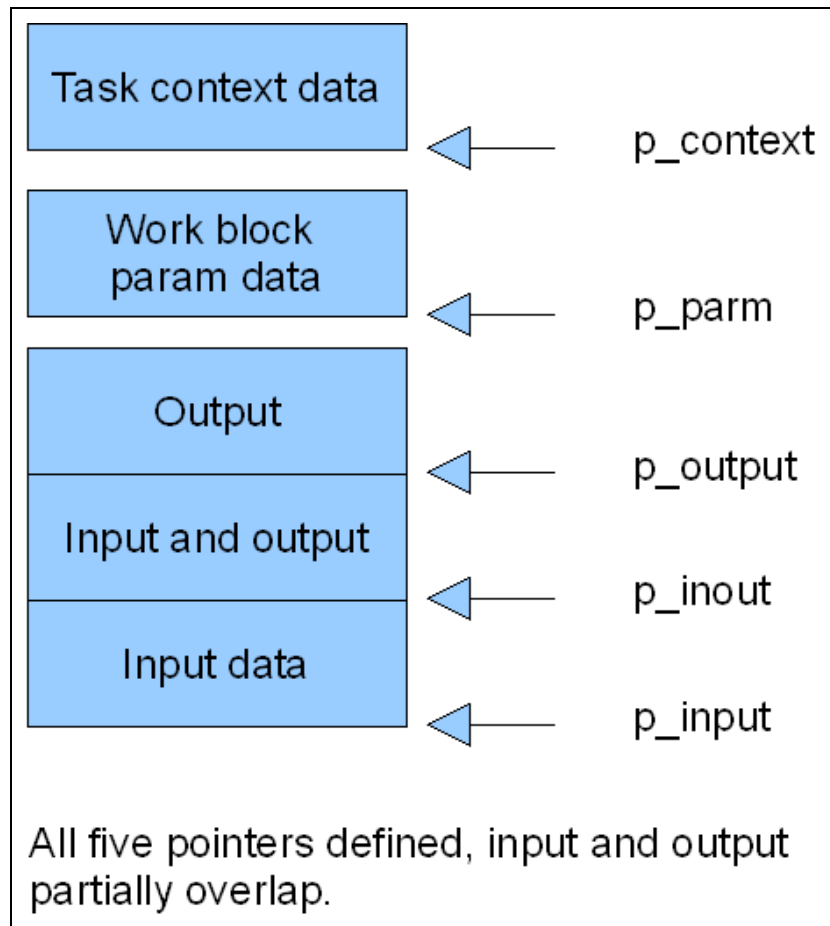 Task context data
p_context
Work block
param data
p_parm
Output
p_output
Input and output
p_inout
Input data
p_input
All five pointers defined, input and output
partially overlap.